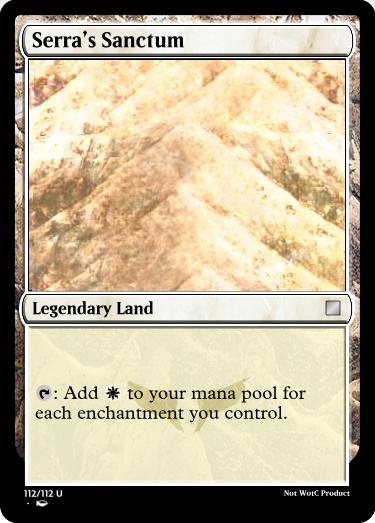 Serra's Sanctum
Legendary Land
: Add to your mana pool for
each enchantment you control.
112/112 U
Not WotC Product